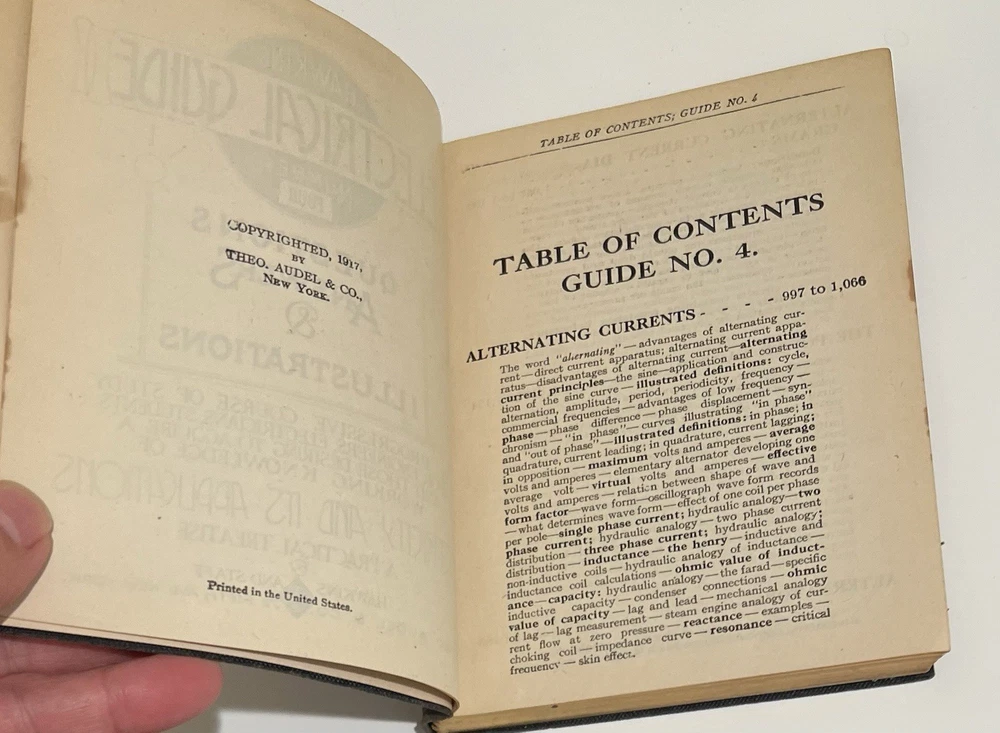 COPYRIGHTED, 1917,
BY
THEO. AUDEL & CO.,
NEW YORK.
Printed in the United States.
TABLE OF CONTENTS; GUIDE NO. 4
TABLE OF CONTENTS
GUIDE NO. 4.
ALTERNATING CURRENTS - - - - 997 to 1,066
The word "alternating" — advantages of alternating cur-
rent — direct current apparatus; alternating current appa-
ratus—disadvantages of alternating current—alternating
current principles—the sine—application and construc-
tion of the sine curve — illustrated definitions: cycle,
alternation, amplitude, period, periodicity, frequency —
commercial frequencies — advantages of low frequency —
phase — phase difference — phase displacement — syn-
chronism — "in phase" — curves illustrating "in phase"
and "out of phase" — illustrated definitions: in phase; in
quadrature, current leading; in quadrature, current lagging;
in opposition — maximum volts and amperes — average
volts and amperes — elementary alternator developing one
average volt — virtual volts and amperes — effective
volts and amperes — relation between shape of wave and
form factor—wave form—oscillograph wave form records
—what determines wave form—effect of one coil per phase
per pole—single phase current; hydraulic analogy—two
phase current; hydraulic analogy — two phase current
distribution — three phase current; hydraulic analogy;
distribution — inductance — the henry — inductive and
non-inductive coils — hydraulic analogy of inductance —
inductance coil calculations — ohmic value of induct-
ance — capacity: hydraulic analogy — the farad — specific
inductive capacity — condenser connections — ohmic
value of capacity — lag and lead — mechanical analogy
of lag — lag measurement — steam engine analogy of cur-
rent flow at zero pressure — reactance — examples —
choking coil — impedance curve — resonance — critical
frequency — skin effect.